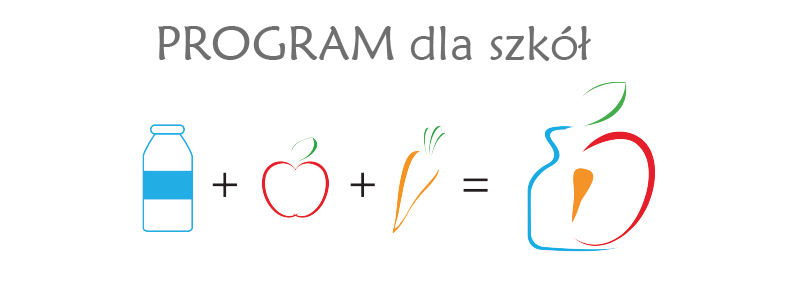 PROGRAM dla szkół
+ + =